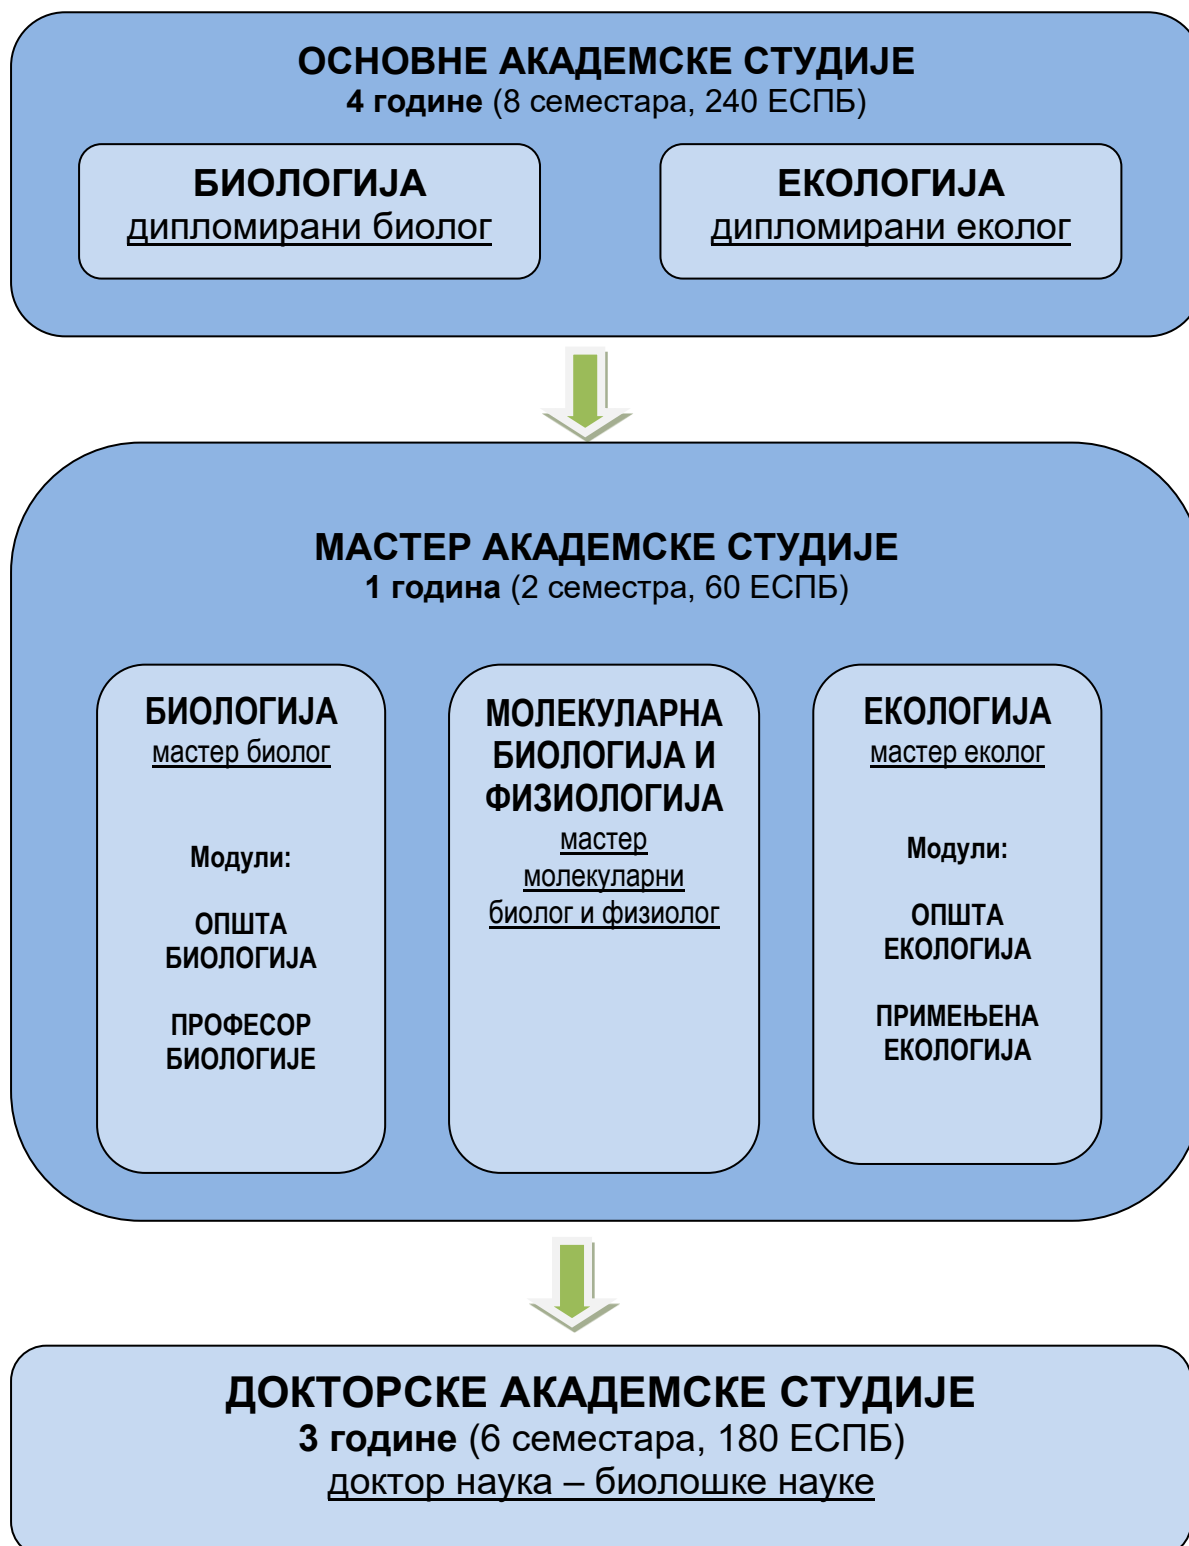 ОСНОВНЕ АКАДЕМСКЕ СТУДИЈЕ
4 године (8 семестара, 240 ЕСПБ)
БИОЛОГИЈА
дипломирани биолог
ЕКОЛОГИЈА
дипломирани еколог
МАСТЕР АКАДЕМСКЕ СТУДИЈЕ
1 година (2 семестра, 60 ЕСПБ)
БИОЛОГИЈА
мастер биолог
Модули:
ОПШТА
БИОЛОГИЈА
ПРОФЕСОР
БИОЛОГИЈЕ
МОЛЕКУЛАРНА
БИОЛОГИЈА И
ФИЗИОЛОГИЈА
мастер
молекуларни
биолог и физиолог
ЕКОЛОГИЈА
мастер еколог
Модули:
ОПШТА
ЕКОЛОГИЈА
ПРИМЕЊЕНА
ЕКОЛОГИЈА
ДОКТОРСКЕ АКАДЕМСКЕ СТУДИЈЕ
3 године (6 семестара, 180 ЕСПБ)
доктор наука – биолошке науке